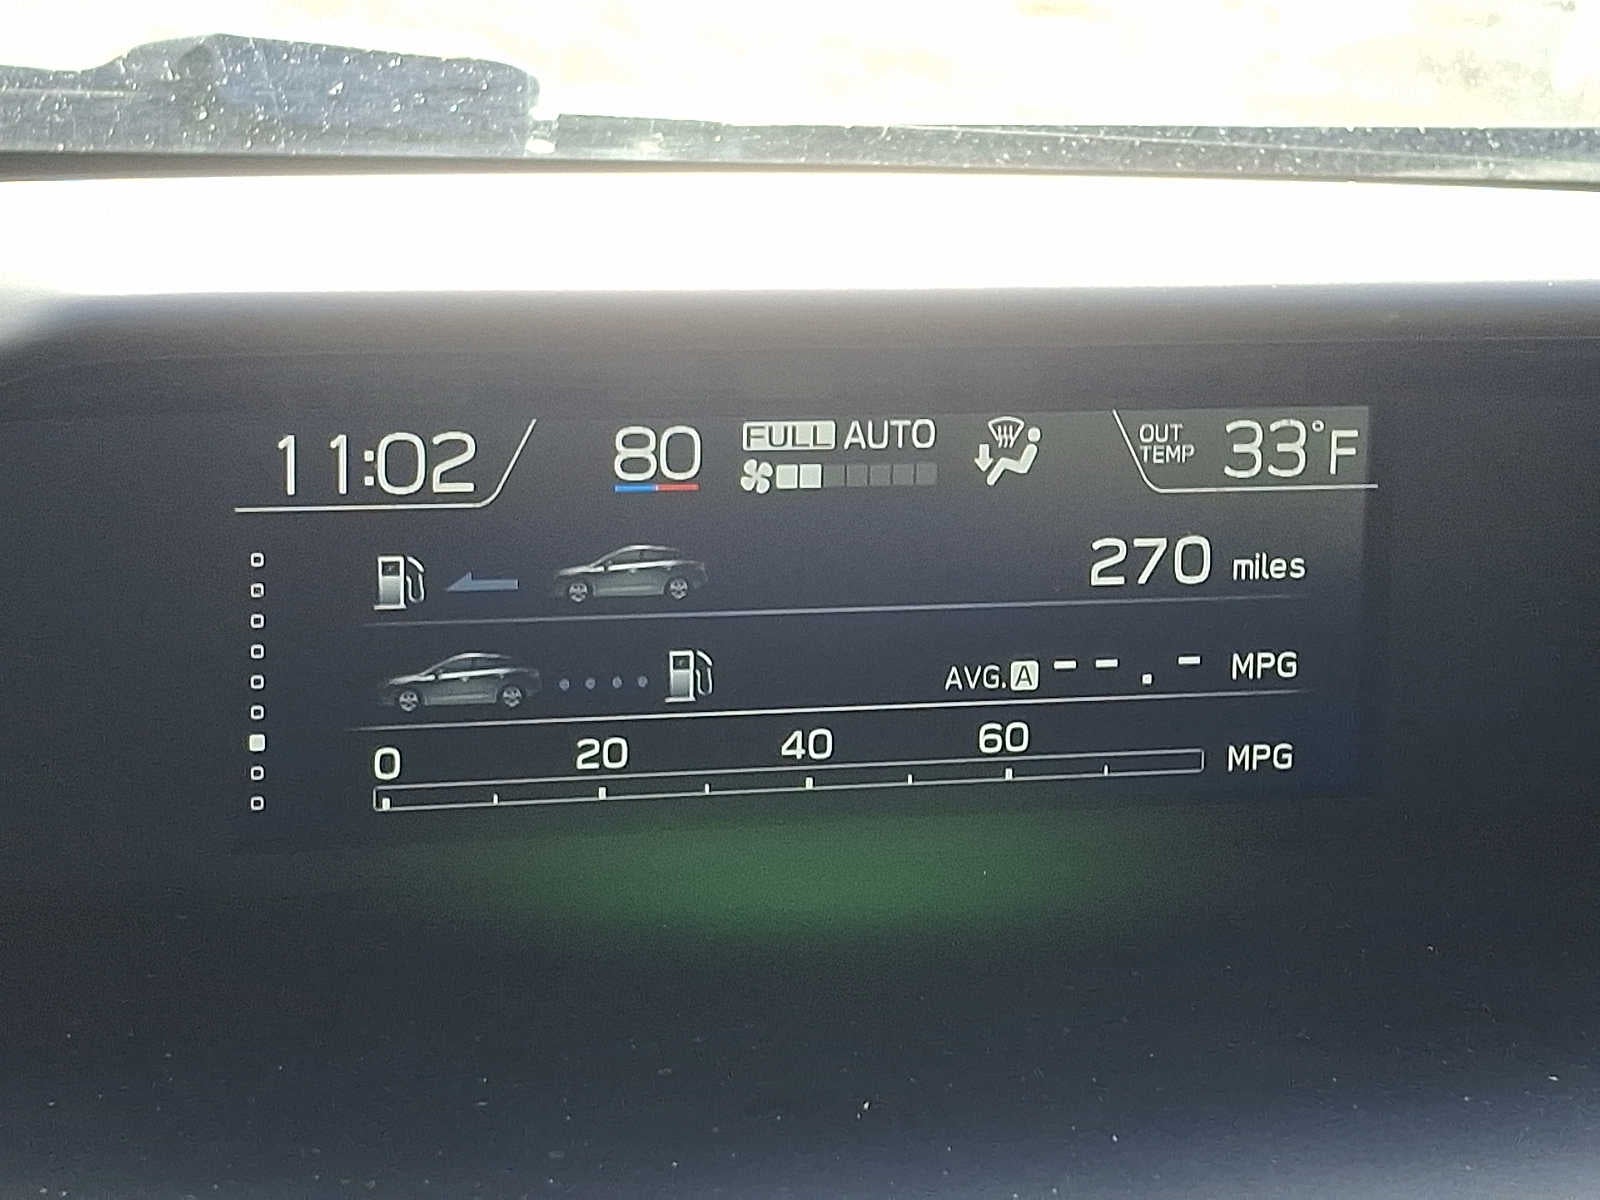 11:02
80
FULL AUTO
OUT TEMP 33°F
270 miles
AVG. A --.- MPG
0 20 40 60 MPG